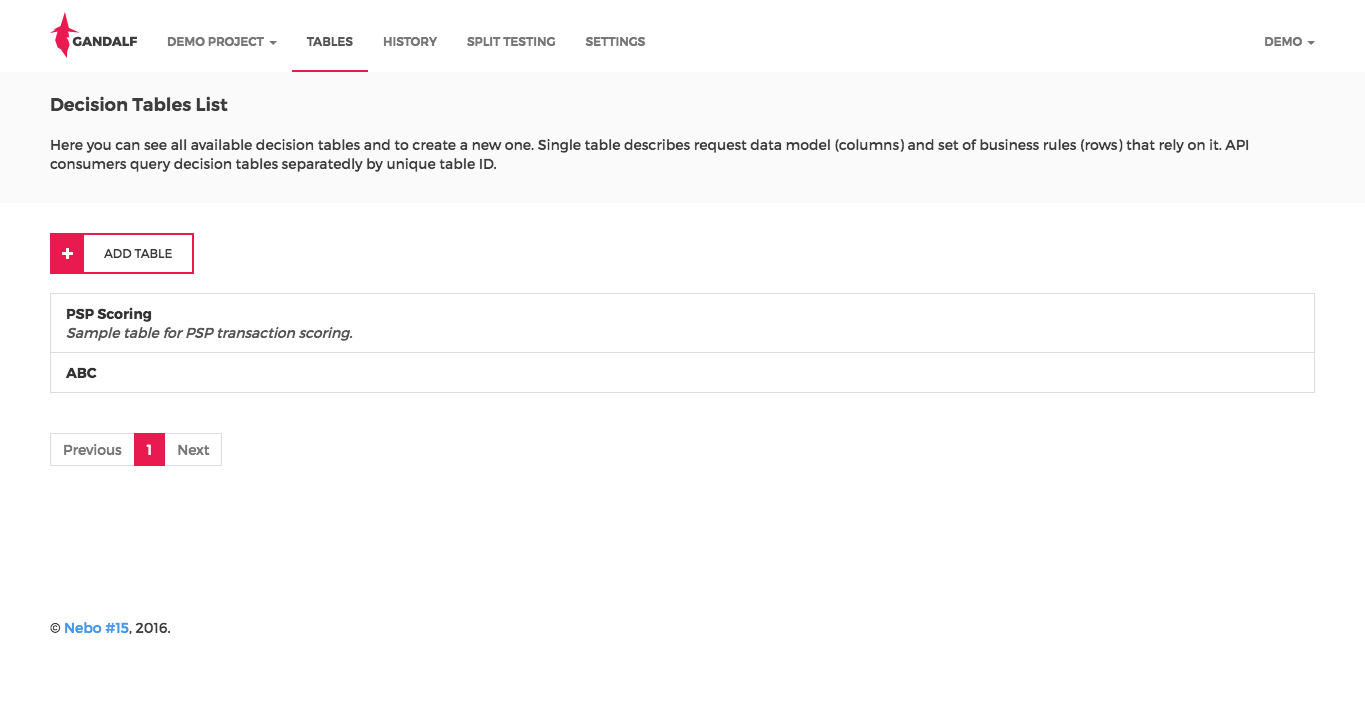 GANDALF DEMO PROJECT TABLES HISTORY SPLIT TESTING SETTINGS DEMO
Decision Tables List
Here you can see all available decision tables and to create a new one. Single table describes request data model (columns) and set of business rules (rows) that rely on it. API
consumers query decision tables separatedly by unique table ID.
+ ADD TABLE
PSP Scoring
Sample table for PSP transaction scoring.
ABC
Previous 1 Next
© Nebo #15, 2016.